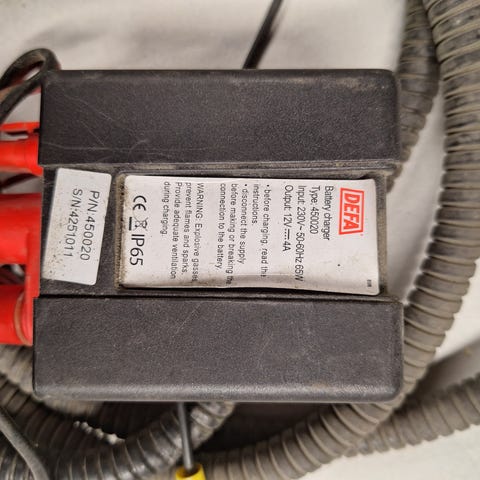 DEFA
Battery charger
Type: 450020
Input: 230V~ 50-60Hz 65W
Output: 12V⎓4A
• before charging, read the
instructions.
• disconnect the supply
before making or breaking the
connection to the battery.
WARNING: Explosive gasses
prevent flames and sparks.
Provide adequate ventilation
during charging.
CE IP65
P/N:450020
S/N:4251011